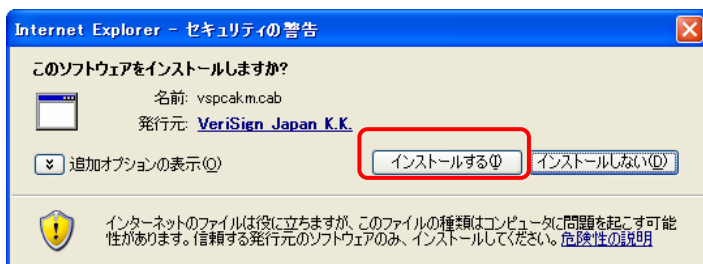 Internet Explorer - セキュリティの警告
このソフトウェアをインストールしますか?
名前: vspcakm.cab
発行元: VeriSign Japan K.K.
追加オプションの表示(O) インストールする(I) インストールしない(D)
インターネットのファイルは役に立ちますが、このファイルの種類はコンピュータに問題を起こす可能
性があります。信頼する発行元のソフトウェアのみ、インストールしてください。危険性の説明